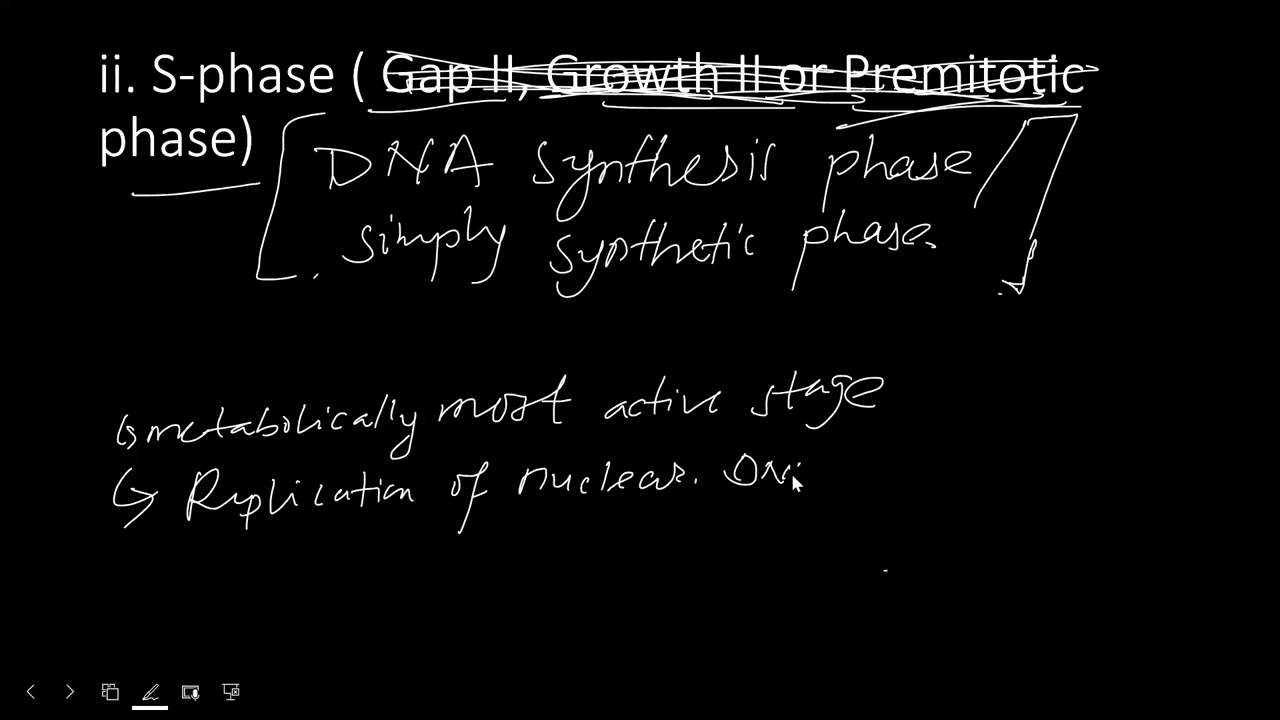 ii. S-phase ( Gap II, Growth II or Premitotic
phase)
[ DNA synthesis phase / ]
simply synthetic phase.
↳ metabolically most active stage
↳ Replication of nuclear. DN